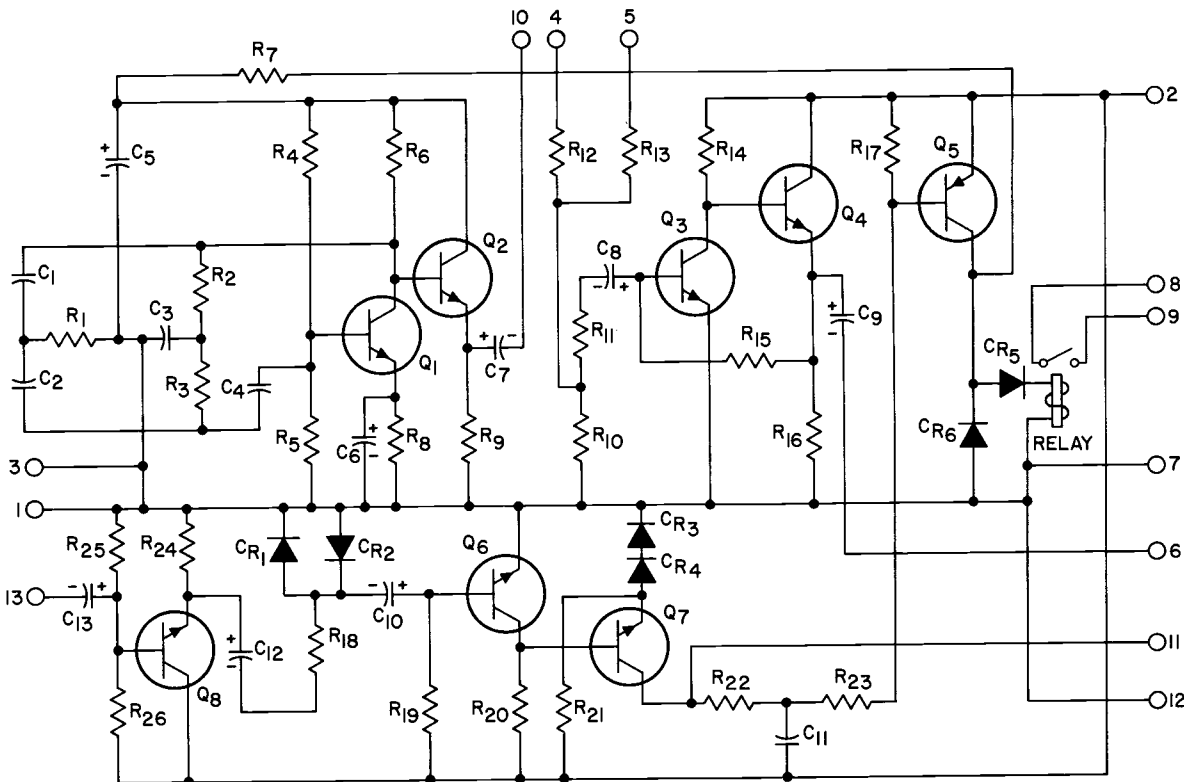 10 4 5
R7
2
C5 + -
R4 R6 R12 R13 R14 R17 Q5
Q3 Q4
C1 R2 Q2 C8 - + 8
R1 C3 C9 + - 9
R11 R15 CR5
C2 R3 C4 Q1 + - C7
R5 C6 + - R8 R9 R10 R16 CR6 RELAY
3 7
1
R25 R24 CR1 CR2 Q6 CR3
CR4 6
13 - + C13 - + C10 Q7
C12 + - R18 11
Q8 R22 R23
R26 R19 R20 R21 12
C11